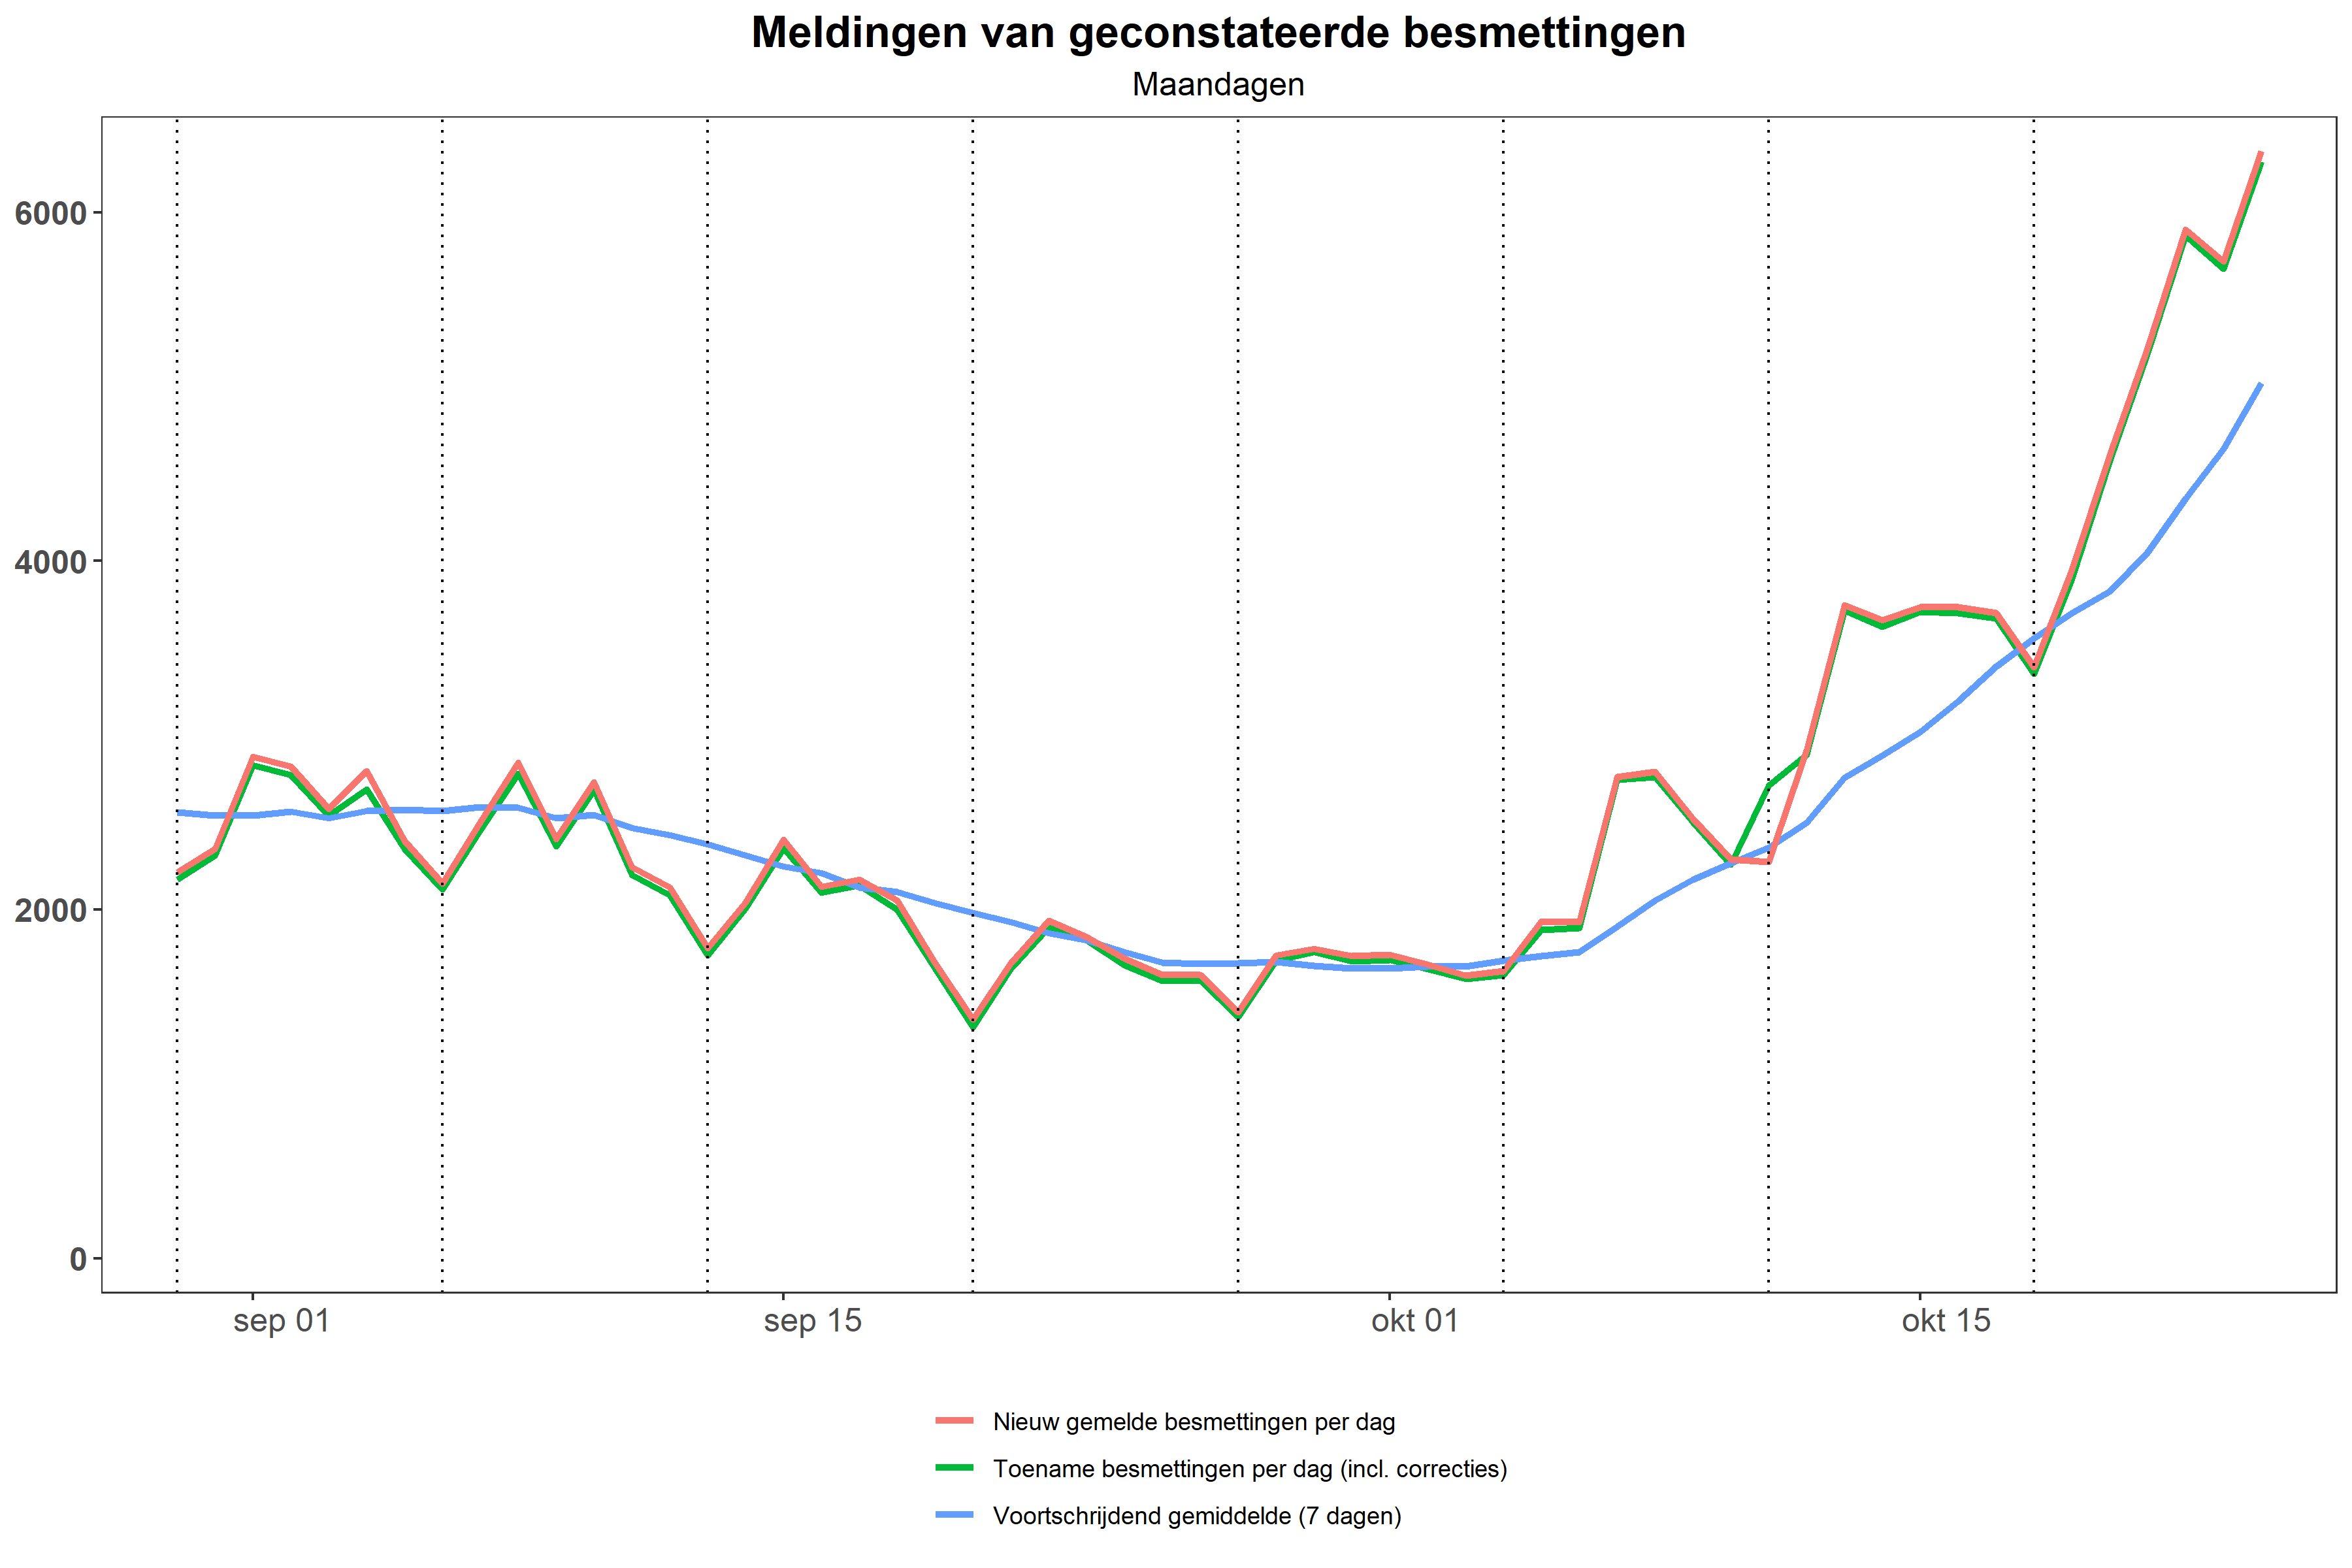 Meldingen van geconstateerde besmettingen
Maandagen
6000
4000
2000
0
sep 01
sep 15
okt 01
okt 15
Nieuw gemelde besmettingen per dag
Toename besmettingen per dag (incl. correcties)
Voortschrijdend gemiddelde (7 dagen)